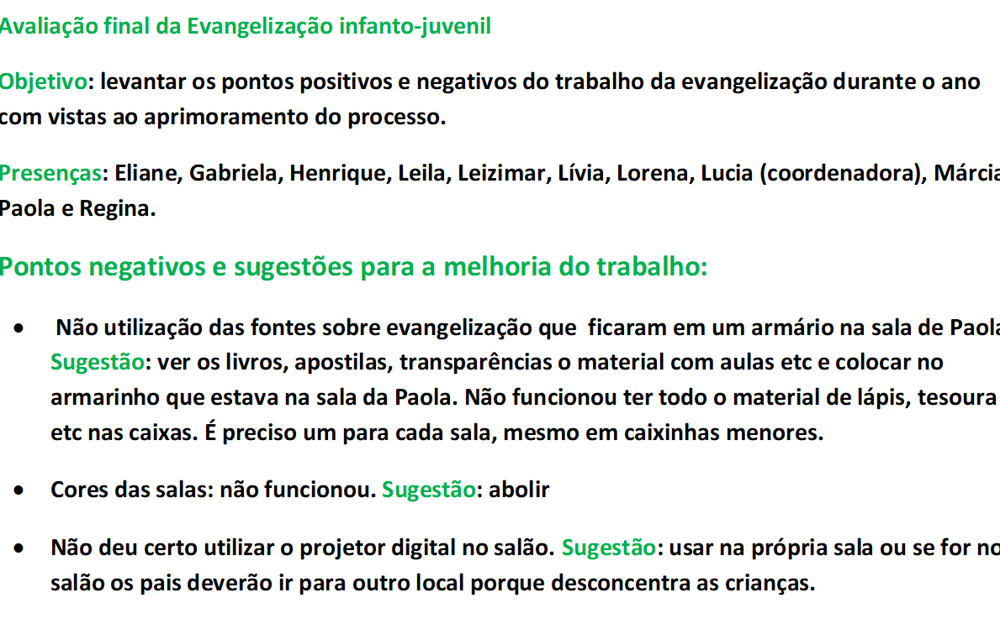 Avaliação final da Evangelização infanto-juvenil
Objetivo: levantar os pontos positivos e negativos do trabalho da evangelização durante o ano
com vistas ao aprimoramento do processo.
Presenças: Eliane, Gabriela, Henrique, Leila, Leizimar, Lívia, Lorena, Lucia (coordenadora), Márcia
Paola e Regina.
Pontos negativos e sugestões para a melhoria do trabalho:
• Não utilização das fontes sobre evangelização que ficaram em um armário na sala de Paola
Sugestão: ver os livros, apostilas, transparências o material com aulas etc e colocar no
armarinho que estava na sala da Paola. Não funcionou ter todo o material de lápis, tesoura
etc nas caixas. É preciso um para cada sala, mesmo em caixinhas menores.
• Cores das salas: não funcionou. Sugestão: abolir
• Não deu certo utilizar o projetor digital no salão. Sugestão: usar na própria sala ou se for no
salão os pais deverão ir para outro local porque desconcentra as crianças.